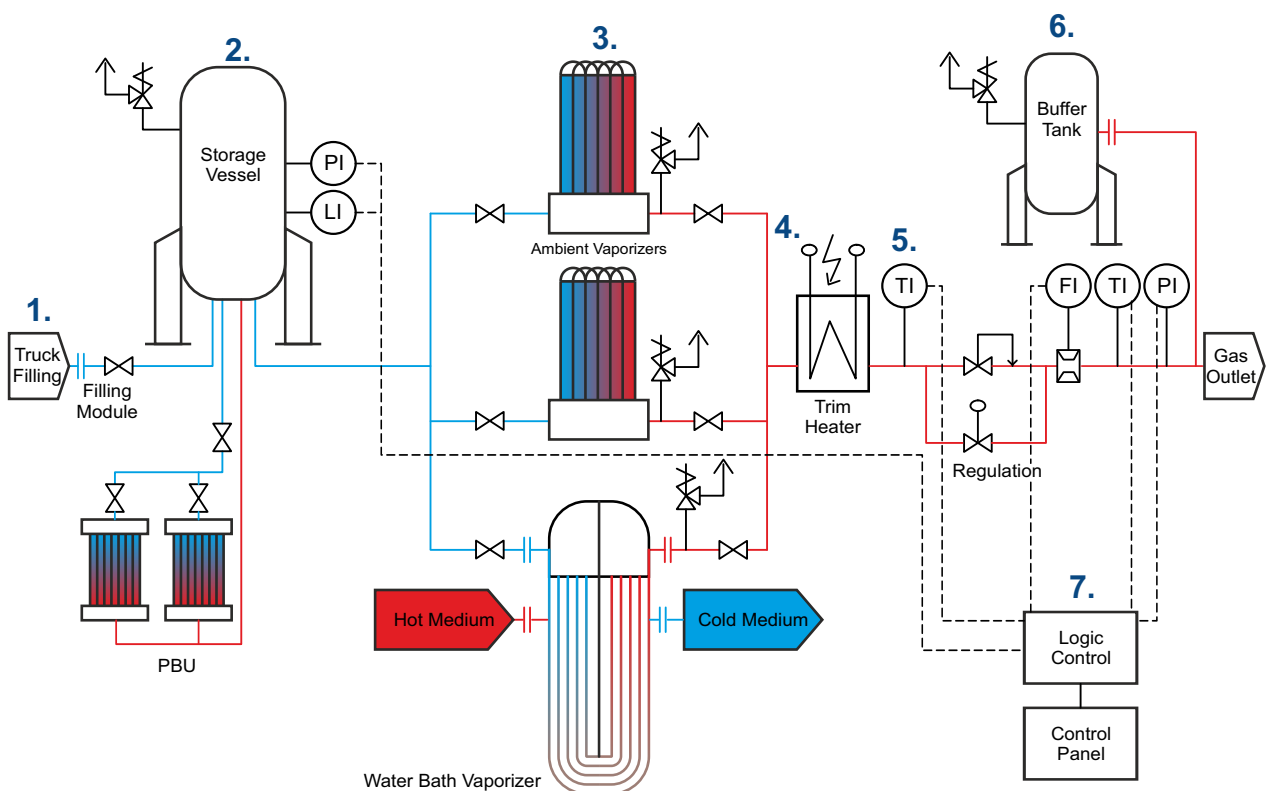 1.
Truck
Filling
Filling
Module
2.
Storage
Vessel
PI
LI
PBU
3.
Ambient Vaporizers
Hot Medium
Cold Medium
Water Bath Vaporizer
4.
Trim
Heater
5.
TI
Regulation
FI
TI
PI
6.
Buffer
Tank
Gas
Outlet
7.
Logic
Control
Control
Panel